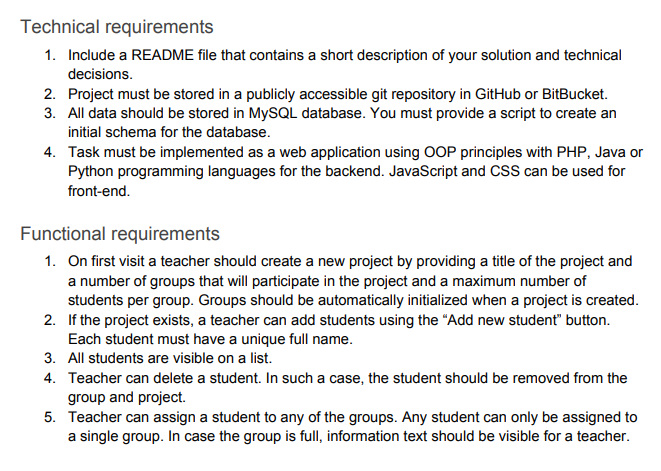 Technical requirements
1. Include a README file that contains a short description of your solution and technical
decisions.
2. Project must be stored in a publicly accessible git repository in GitHub or BitBucket.
3. All data should be stored in MySQL database. You must provide a script to create an
initial schema for the database.
4. Task must be implemented as a web application using OOP principles with PHP, Java or
Python programming languages for the backend. JavaScript and CSS can be used for
front-end.
Functional requirements
1. On first visit a teacher should create a new project by providing a title of the project and
a number of groups that will participate in the project and a maximum number of
students per group. Groups should be automatically initialized when a project is created.
2. If the project exists, a teacher can add students using the “Add new student” button.
Each student must have a unique full name.
3. All students are visible on a list.
4. Teacher can delete a student. In such a case, the student should be removed from the
group and project.
5. Teacher can assign a student to any of the groups. Any student can only be assigned to
a single group. In case the group is full, information text should be visible for a teacher.